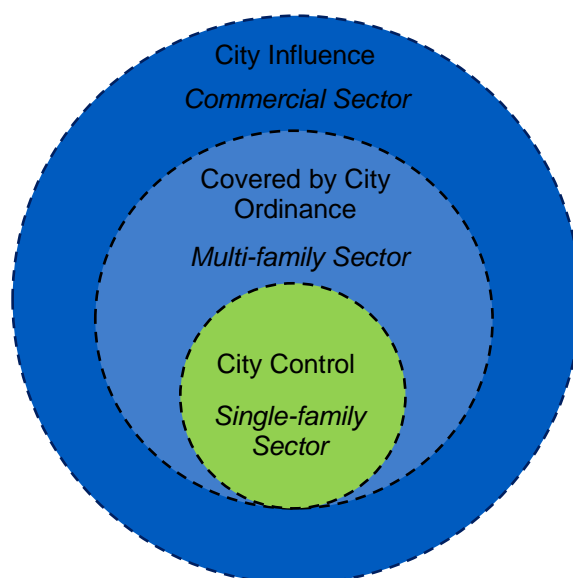 City Influence
Commercial Sector
Covered by City
Ordinance
Multi-family Sector
City Control
Single-family
Sector